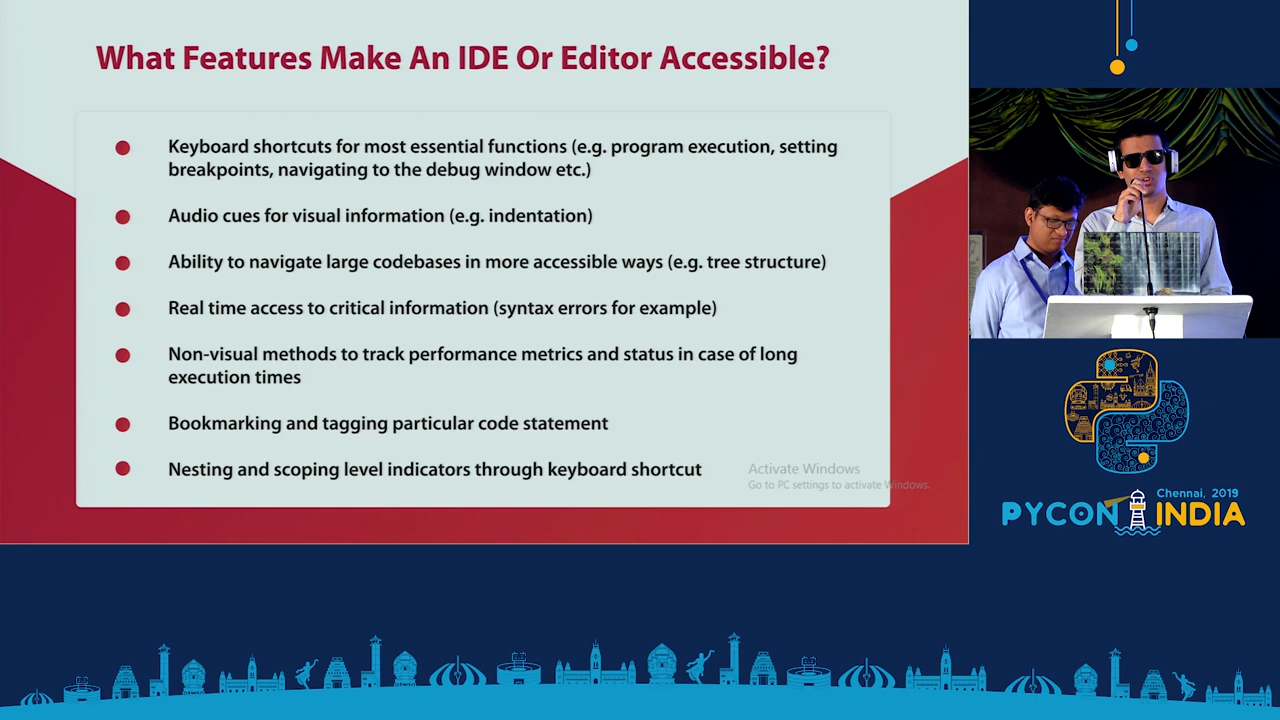 What Features Make An IDE Or Editor Accessible?
Keyboard shortcuts for most essential functions (e.g. program execution, setting
breakpoints, navigating to the debug window etc.)
Audio cues for visual information (e.g. indentation)
Ability to navigate large codebases in more accessible ways (e.g. tree structure)
Real time access to critical information (syntax errors for example)
Non-visual methods to track performance metrics and status in case of long
execution times
Bookmarking and tagging particular code statement
Nesting and scoping level indicators through keyboard shortcut
Activate Windows
Go to PC settings to activate Windows.
Chennai, 2019
PYCON INDIA